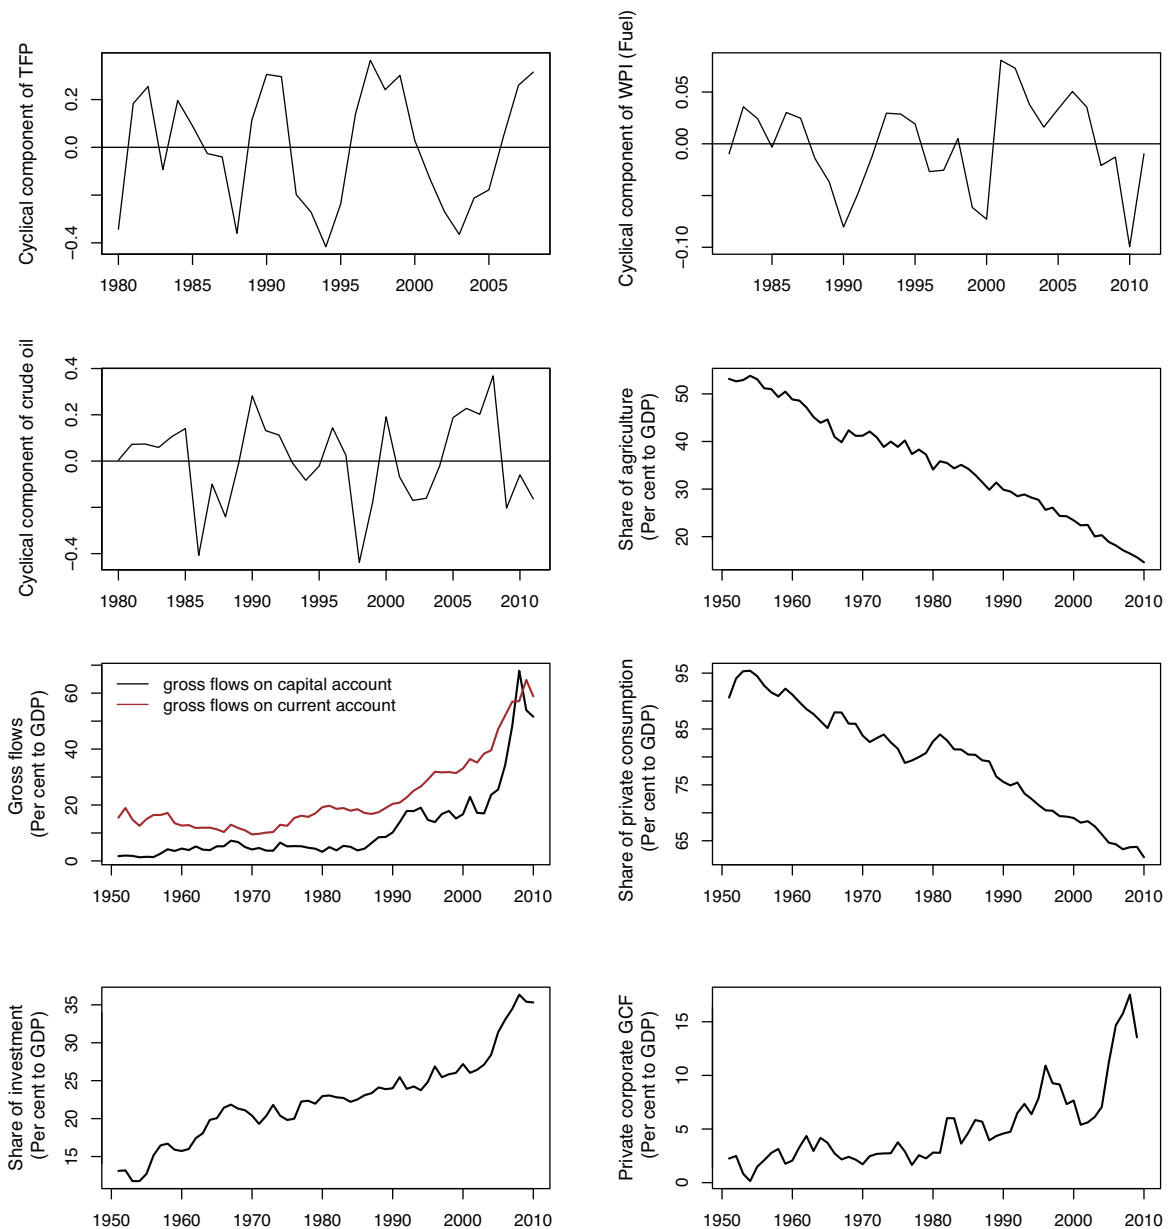 Cyclical component of TFP
0.2
0.0
−0.4
1980 1985 1990 1995 2000 2005
Cyclical component of WPI (Fuel)
0.05
0.00
−0.10
1985 1990 1995 2000 2005 2010
Cyclical component of crude oil
0.4
0.2
0.0
−0.4
1980 1985 1990 1995 2000 2005 2010
Share of agriculture
(Per cent to GDP)
50
40
30
20
1950 1960 1970 1980 1990 2000 2010
Gross flows
(Per cent to GDP)
60
40
20
0
gross flows on capital account
gross flows on current account
1950 1960 1970 1980 1990 2000 2010
Share of private consumption
(Per cent to GDP)
95
85
75
65
1950 1960 1970 1980 1990 2000 2010
Share of investment
(Per cent to GDP)
35
30
25
20
15
1950 1960 1970 1980 1990 2000 2010
Private corporate GCF
(Per cent to GDP)
15
10
5
0
1950 1960 1970 1980 1990 2000 2010